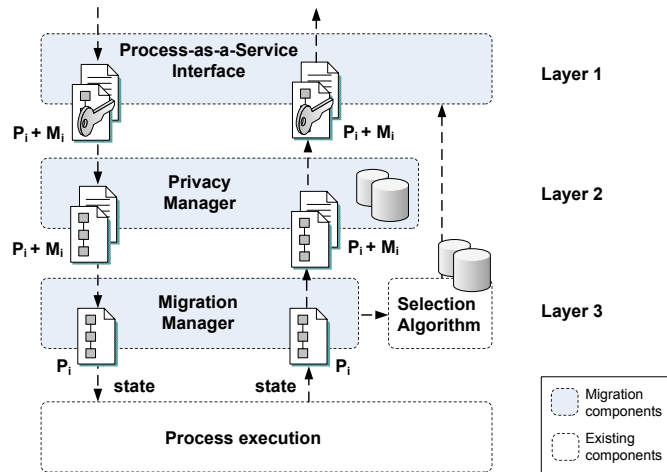 Process-as-a-Service
Interface
Layer 1
Pi + Mi
Pi + Mi
Privacy
Manager
Layer 2
Pi + Mi
Pi + Mi
Migration
Manager
Selection
Algorithm
Layer 3
Pi
Pi
state
state
Process execution
Migration
components
Existing
components